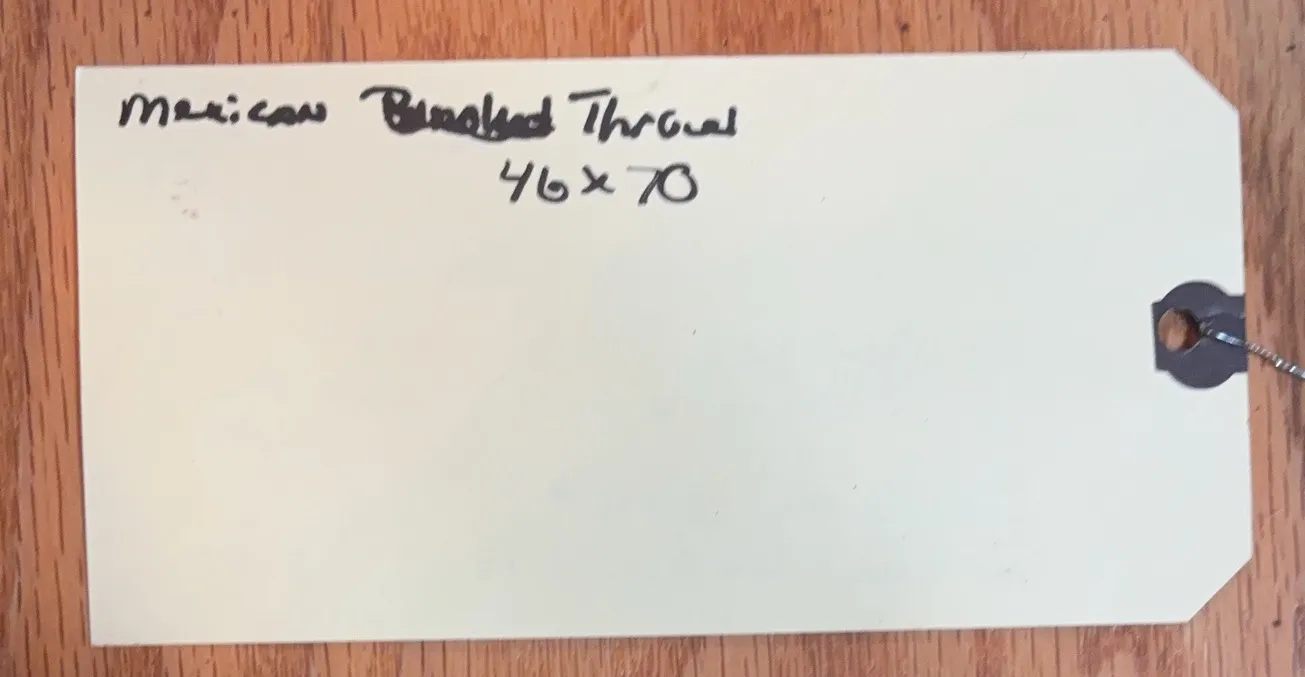 Mexican Throw
46 x 70